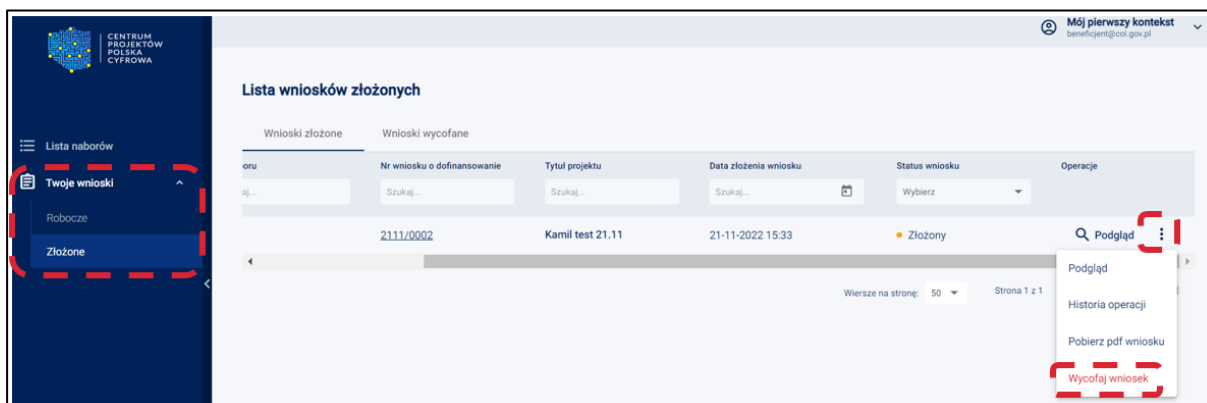 CENTRUM
PROJEKTÓW
POLSKA
CYFROWA
Mój pierwszy kontekst
beneficjent@coi.gov.pl
Lista naborów
Twoje wnioski
Robocze
Złożone
Lista wniosków złożonych
Wnioski złożone Wnioski wycofane
oru Nr wniosku o dofinansowanie Tytuł projektu Data złożenia wniosku Status wniosku Operacje
aj... Szukaj... Szukaj... Szukaj... Wybierz
2111/0002 Kamil test 21.11 21-11-2022 15:33 Złożony Podgląd
Wiersze na stronę: 50 Strona 1 z 1
Podgląd
Historia operacji
Pobierz pdf wniosku
Wycofaj wniosek